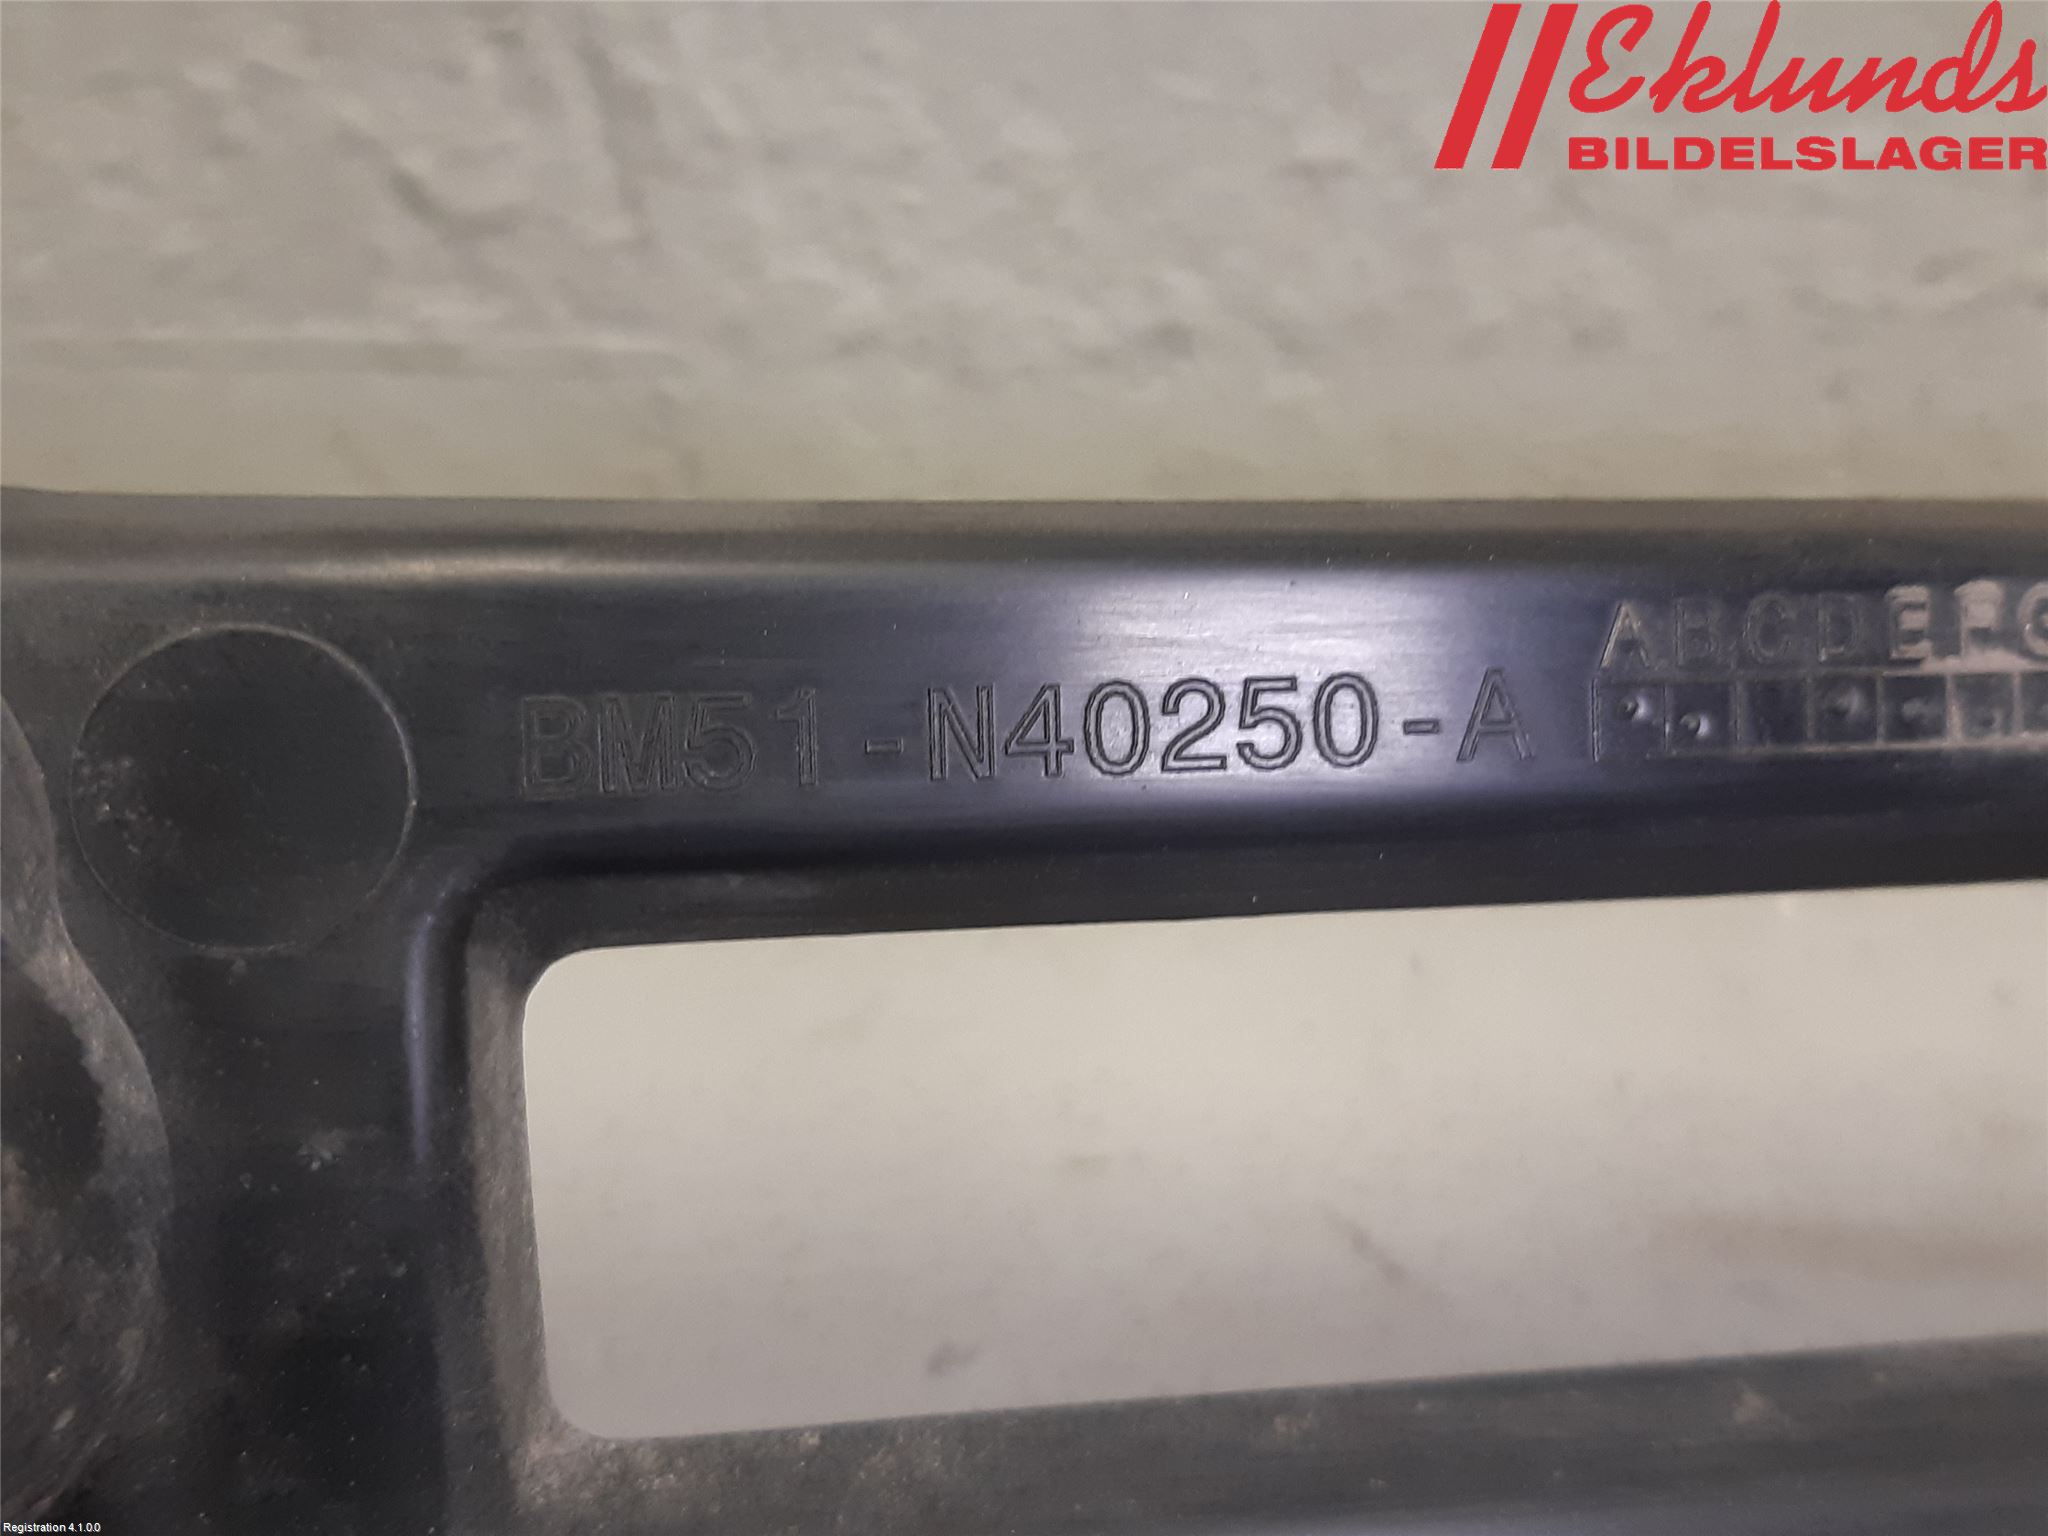 Eklunds
BILDELSLAGER
ABCDEFG
BM51-N40250-A
Registration 4.1.0.0